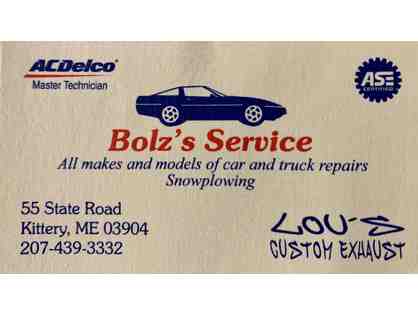 ACDelco
Master Technician
ASE
CERTIFIED
Bolz's Service
All makes and models of car and truck repairs
Snowplowing
55 State Road
Kittery, ME 03904
207-439-3332
LOU'S
CUSTOM EXHAUST